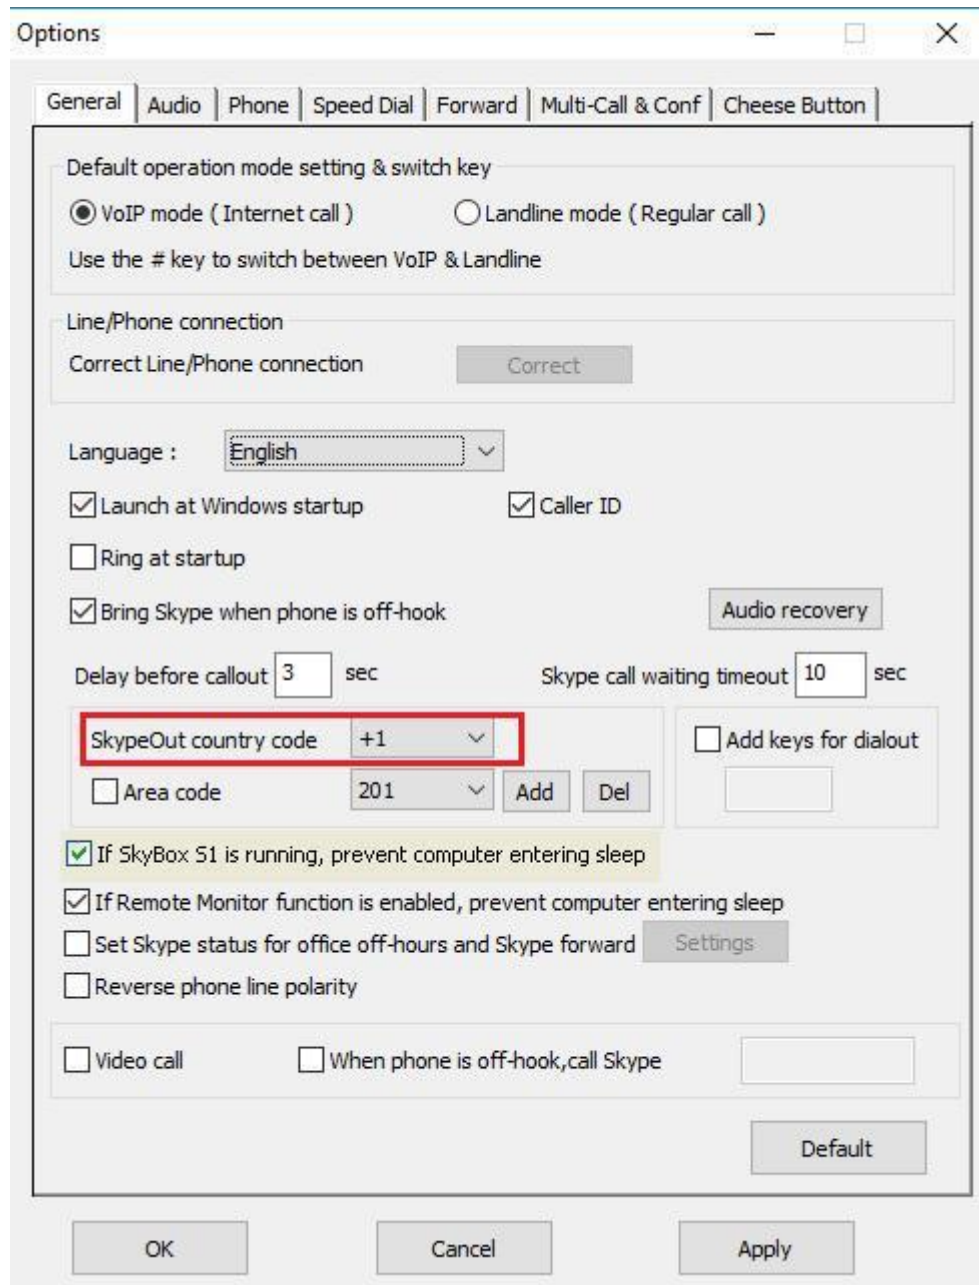 Options
General Audio Phone Speed Dial Forward Multi-Call & Conf Cheese Button
Default operation mode setting & switch key
VoIP mode ( Internet call ) Landline mode ( Regular call )
Use the # key to switch between VoIP & Landline
Line/Phone connection
Correct Line/Phone connection Correct
Language : English
Launch at Windows startup Caller ID
Ring at startup
Bring Skype when phone is off-hook Audio recovery
Delay before callout 3 sec Skype call waiting timeout 10 sec
SkypeOut country code +1 Add keys for dialout
Area code 201 Add Del
If SkyBox S1 is running, prevent computer entering sleep
If Remote Monitor function is enabled, prevent computer entering sleep
Set Skype status for office off-hours and Skype forward Settings
Reverse phone line polarity
Video call When phone is off-hook,call Skype
Default
OK Cancel Apply